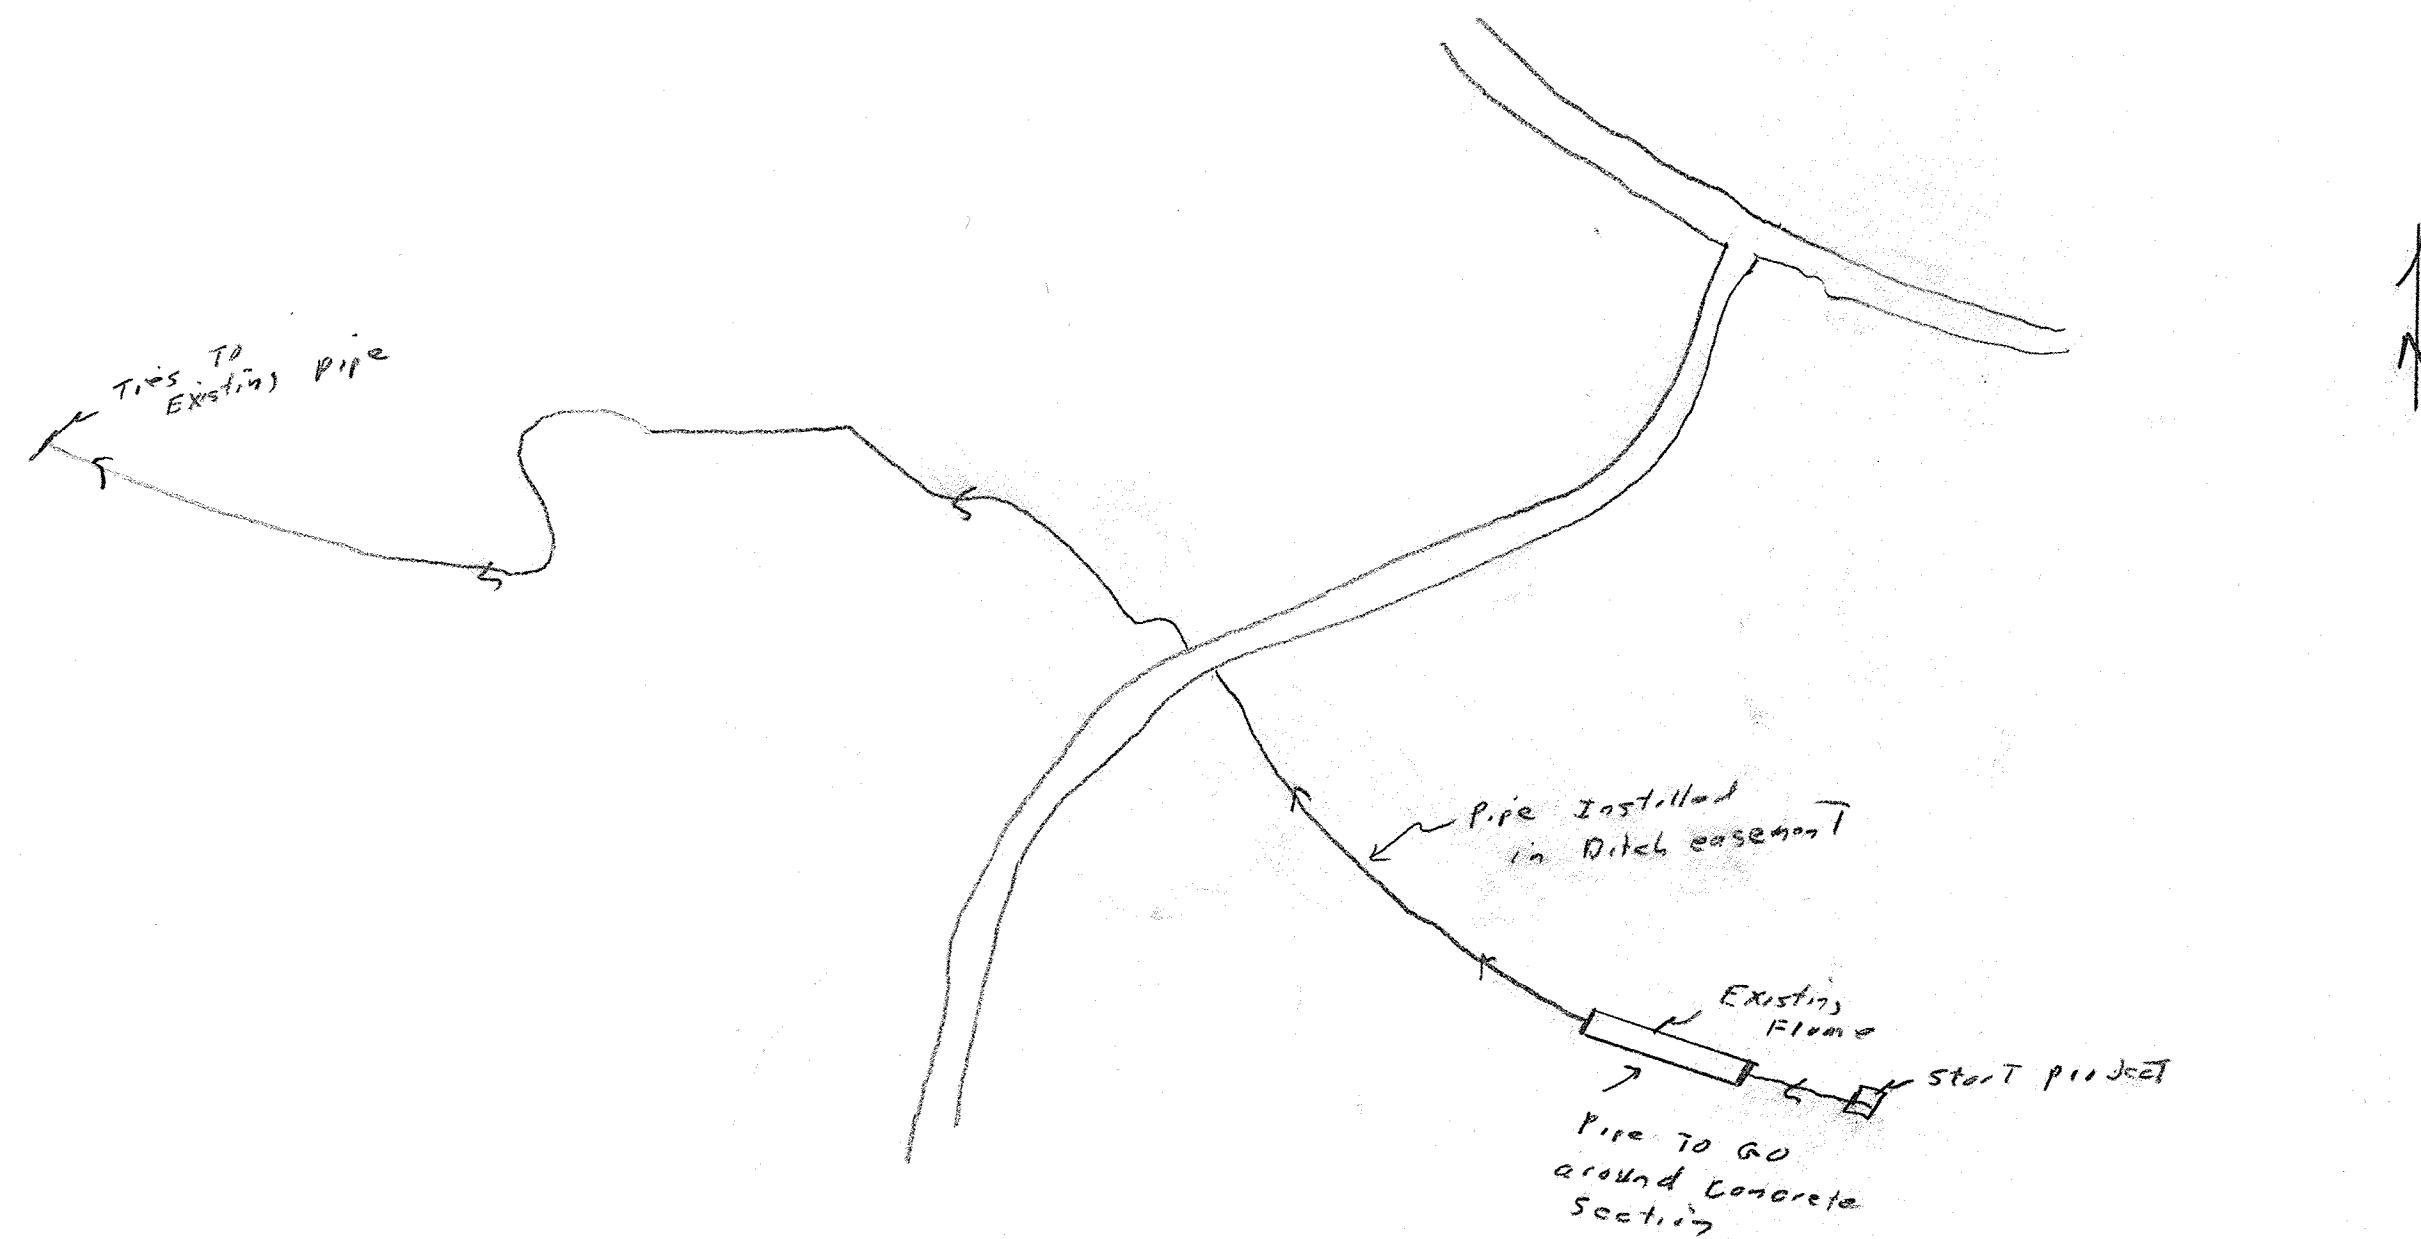 Ties To
Existing pipe
N
Pipe Installed
in Ditch easement
Existing
Flume
Start project
Pipe To Go
around Concrete
Section